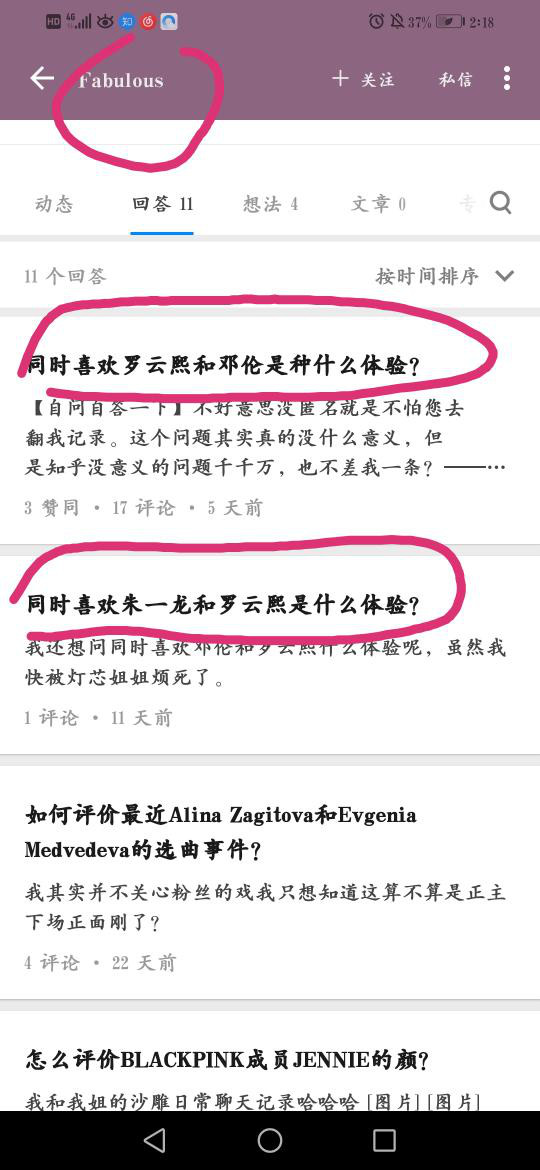 HD 4G 知 37% 2:18
Fabulous + 关注 私信
动态 回答 11 想法 4 文章 0 专
11 个回答 按时间排序
同时喜欢罗云熙和邓伦是种什么体验?
【自问自答一下】不好意思没匿名就是不怕您去
翻我记录。这个问题其实真的没什么意义，但
是知乎没意义的问题千千万，也不差我一条? ——…
3 赞同 · 17 评论 · 5 天前
同时喜欢朱一龙和罗云熙是什么体验?
我还想问同时喜欢邓伦和罗云熙什么体验呢，虽然我
快被灯芯姐姐烦死了。
1 评论 · 11 天前
如何评价最近Alina Zagitova和Evgenia
Medvedeva的选曲事件?
我其实并不关心粉丝的戏我只想知道这算不算是正主
下场正面刚了?
4 评论 · 22 天前
怎么评价BLACKPINK成员JENNIE的颜?
我和我姐的沙雕日常聊天记录哈哈哈 [图片] [图片]